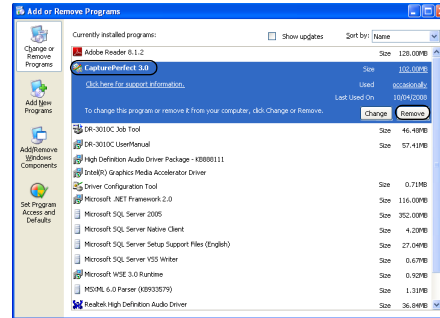 Add or Remove Programs
Change or
Remove
Programs
Add New
Programs
Add/Remove
Windows
Components
Set Program
Access and
Defaults
Currently installed programs:
Show updates
Sort by: Name
Adobe Reader 8.1.2 Size 128.00MB
CapturePerfect 3.0 Size 102.00MB
Click here for support information. Used occasionally
Last Used On 10/04/2008
To change this program or remove it from your computer, click Change or Remove. Change Remove
DR-3010C Job Tool Size 46.48MB
DR-3010C UserManual Size 57.41MB
High Definition Audio Driver Package - KB888111
Intel(R) Graphics Media Accelerator Driver
Driver Configuration Tool Size 0.71MB
Microsoft .NET Framework 2.0 Size 116.00MB
Microsoft SQL Server 2005 Size 352.00MB
Microsoft SQL Server Native Client Size 4.20MB
Microsoft SQL Server Setup Support Files (English) Size 27.04MB
Microsoft SQL Server VSS Writer Size 0.67MB
Microsoft WSE 3.0 Runtime Size 0.92MB
MSXML 6.0 Parser (KB933579) Size 1.31MB
Realtek High Definition Audio Driver Size 36.84MB